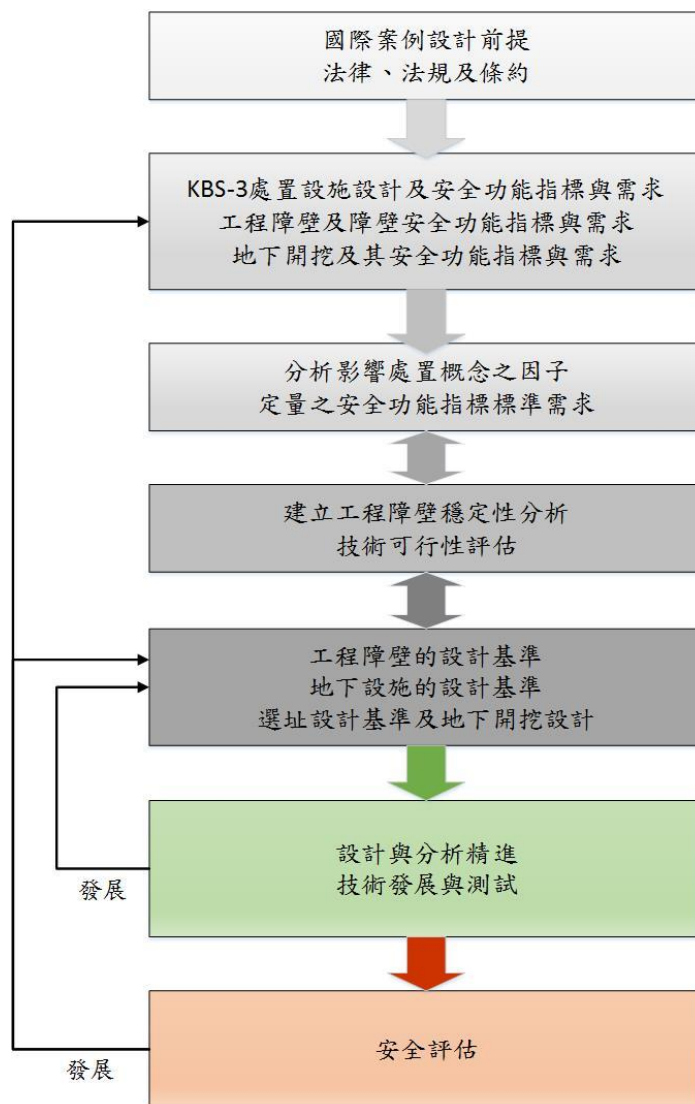 國際案例設計前提
法律、法規及條約
KBS-3處置設施設計及安全功能指標與需求
工程障壁及障壁安全功能指標與需求
地下開挖及其安全功能指標與需求
分析影響處置概念之因子
定量之安全功能指標標準需求
建立工程障壁穩定性分析
技術可行性評估
工程障壁的設計基準
地下設施的設計基準
選址設計基準及地下開挖設計
設計與分析精進
技術發展與測試
發展
安全評估
發展